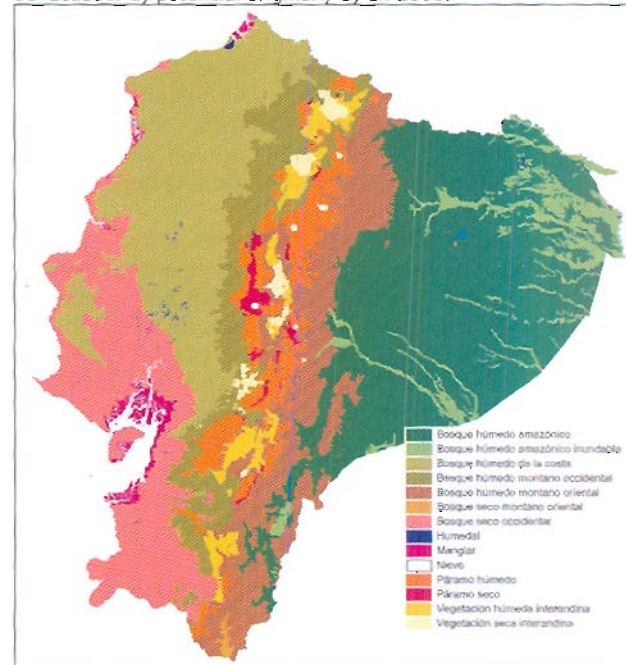 Bosque húmedo amazónico
Bosque húmedo amazónico inundable
Bosque húmedo de la costa
Bosque húmedo montano occidental
Bosque húmedo montano oriental
Bosque seco montano oriental
Bosque seco occidental
Humedal
Manglar
Nieve
Páramo húmedo
Páramo seco
Vegetación húmeda interandina
Vegetación seca interandina